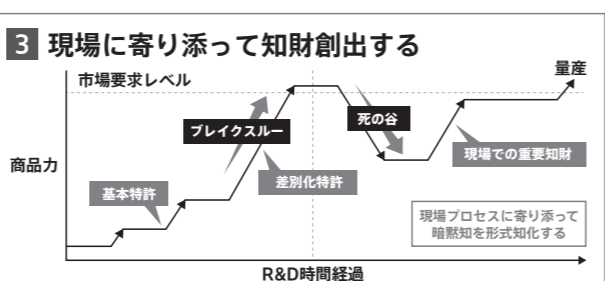 3 現場に寄り添って知財創出する
市場要求レベル
量産
ブレイクスルー
死の谷
商品力
現場での重要知財
差別化特許
基本特許
現場プロセスに寄り添って
暗黙知を形式知化する
R&D時間経過